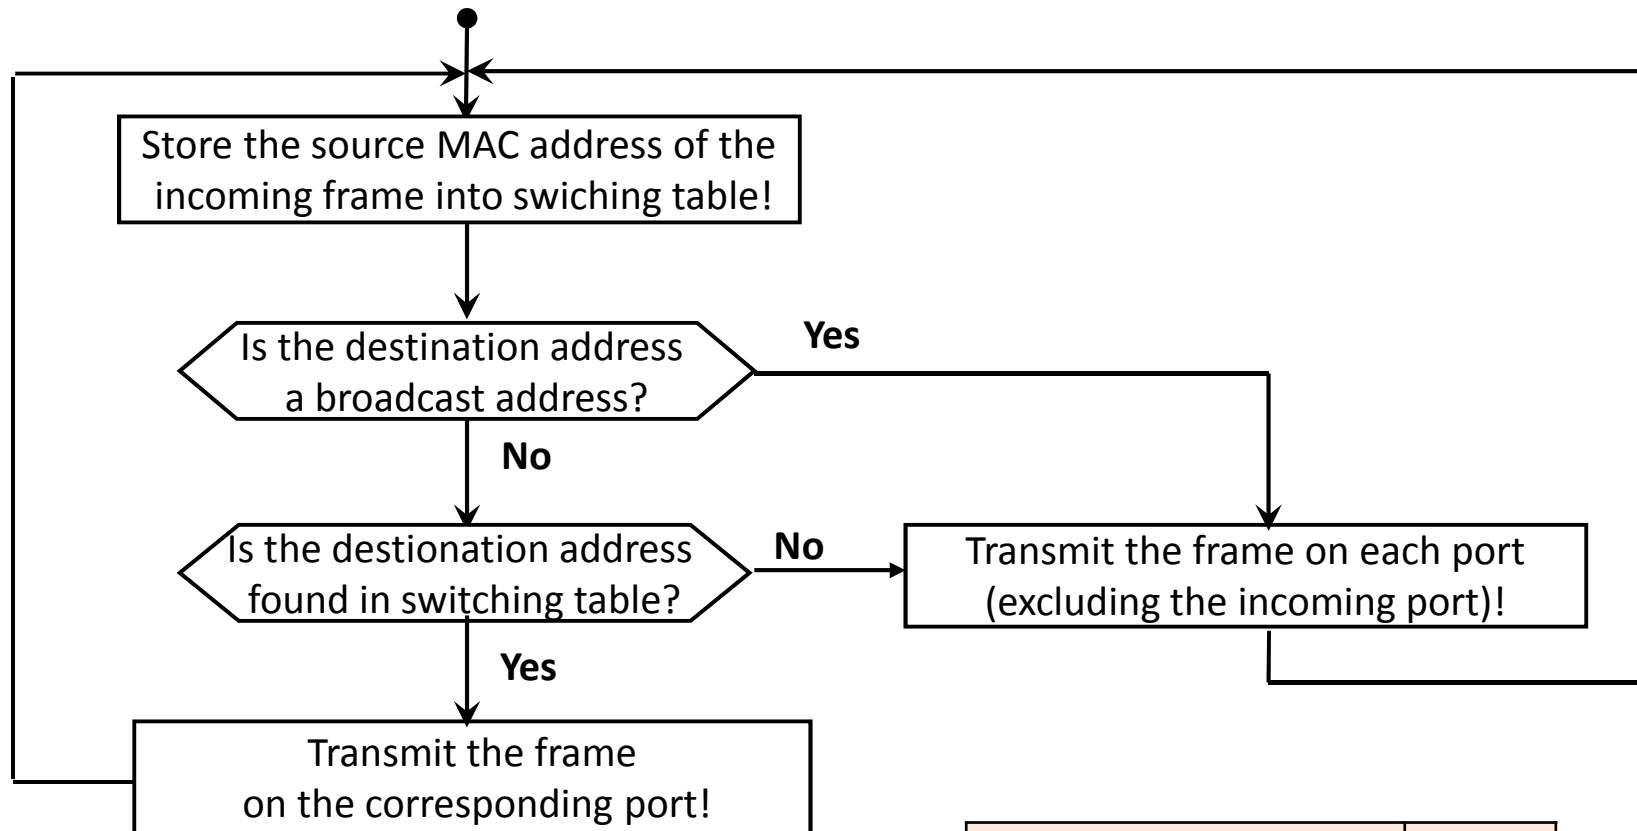 Store the source MAC address of the
incoming frame into swiching table!
Is the destination address
a broadcast address?
Yes
No
Is the destionation address
found in switching table?
No
Transmit the frame on each port
(excluding the incoming port)!
Yes
Transmit the frame
on the corresponding port!